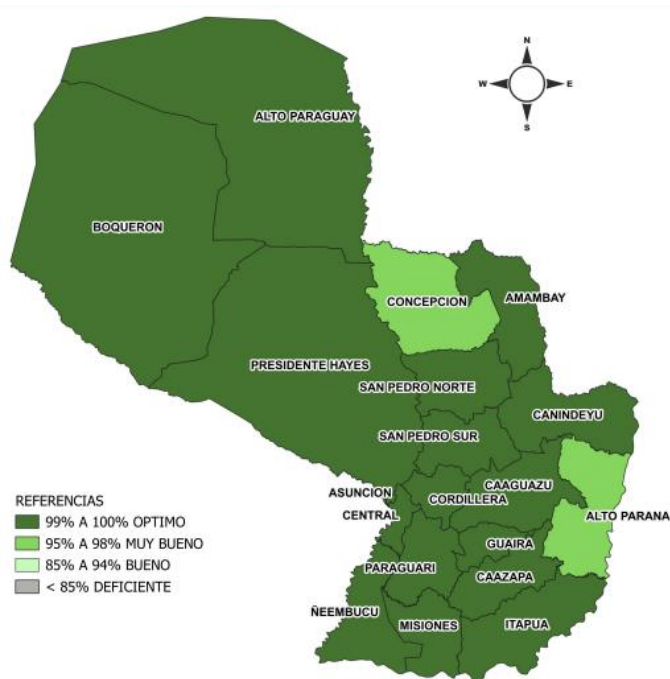 N
W E
S
ALTO PARAGUAY
BOQUERON
CONCEPCION
AMAMBAY
PRESIDENTE HAYES
SAN PEDRO NORTE
CANINDEYU
SAN PEDRO SUR
CAAGUAZU
ASUNCION
CORDILLERA
CENTRAL
ALTO PARANA
GUAIRA
PARAGUARI
CAAZAPA
ÑEEMBUCU
MISIONES
ITAPUA
REFERENCIAS
99% A 100% OPTIMO
95% A 98% MUY BUENO
85% A 94% BUENO
< 85% DEFICIENTE